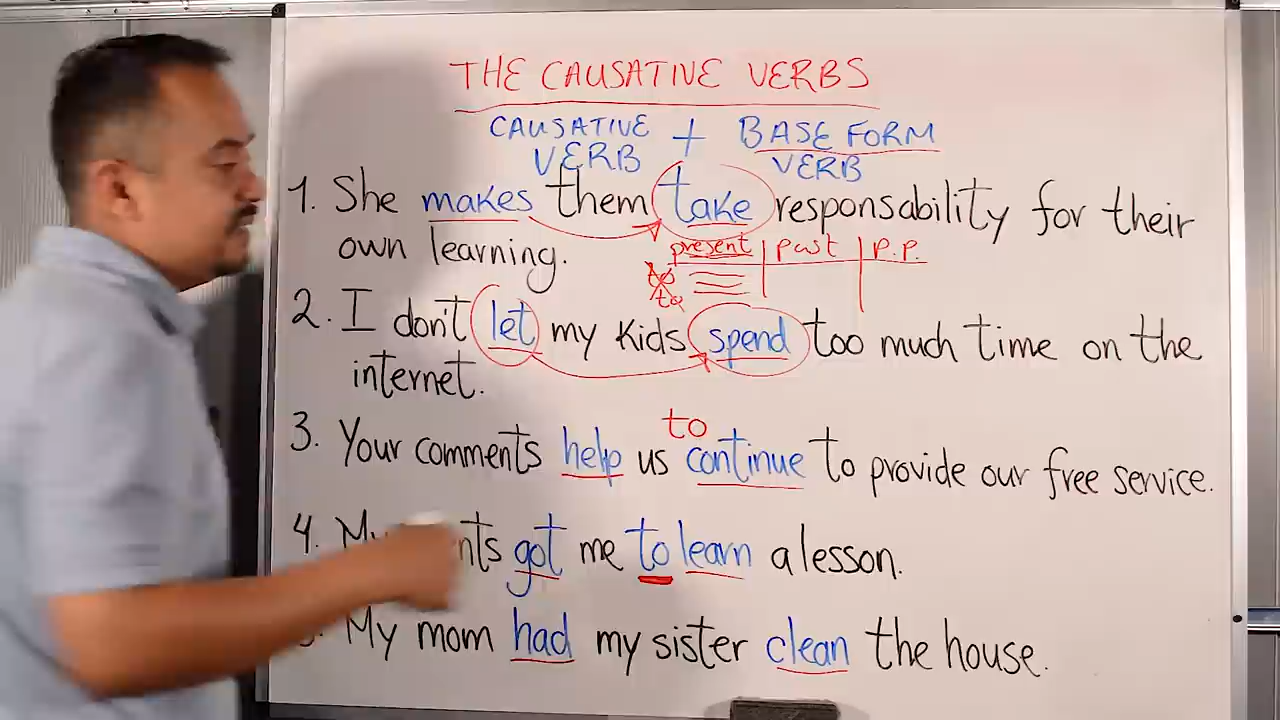 THE CAUSATIVE VERBS
CAUSATIVE + BASE FORM
VERB VERB
1. She makes them take responsability for their
own learning.
present past p.p.
to
to
2. I don't let my kids spend too much time on the
internet.
to
3. Your comments help us continue to provide our free service.
4. My got me to learn a lesson.
My mom had my sister clean the house.